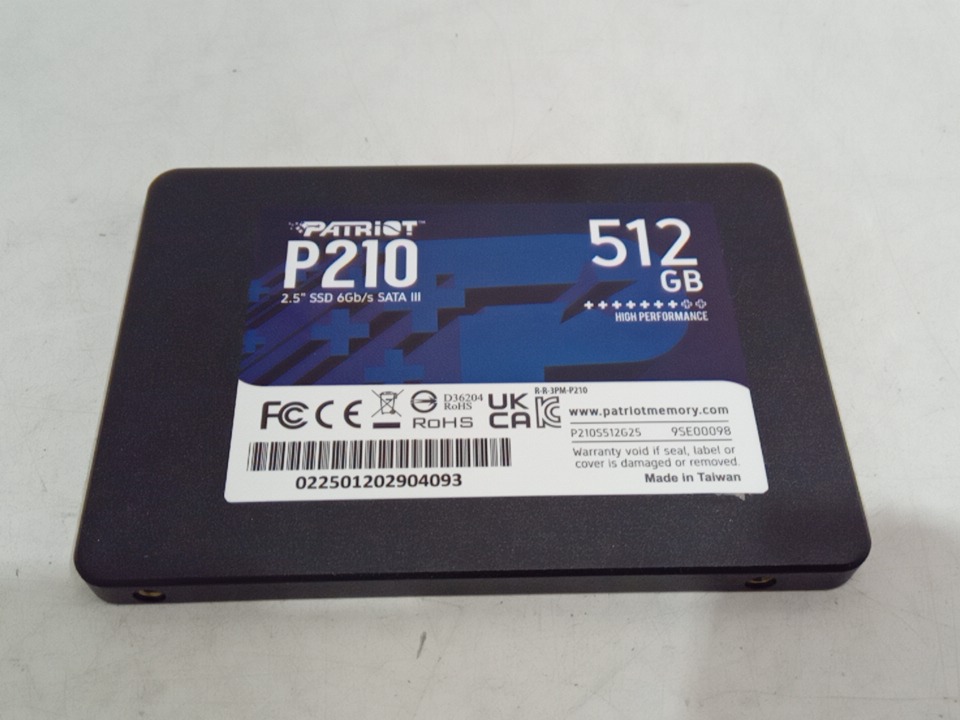 PATRIOT™
P210
2.5" SSD 6Gb/s SATA III
512
GB
HIGH PERFORMANCE
R-R-3PM-P210
FC CE D36204
RoHS
RoHS
UK
CA
www.patriotmemory.com
P210S512G25 9SE00098
Warranty void if seal, label or
cover is damaged or removed.
Made in Taiwan
022501202904093